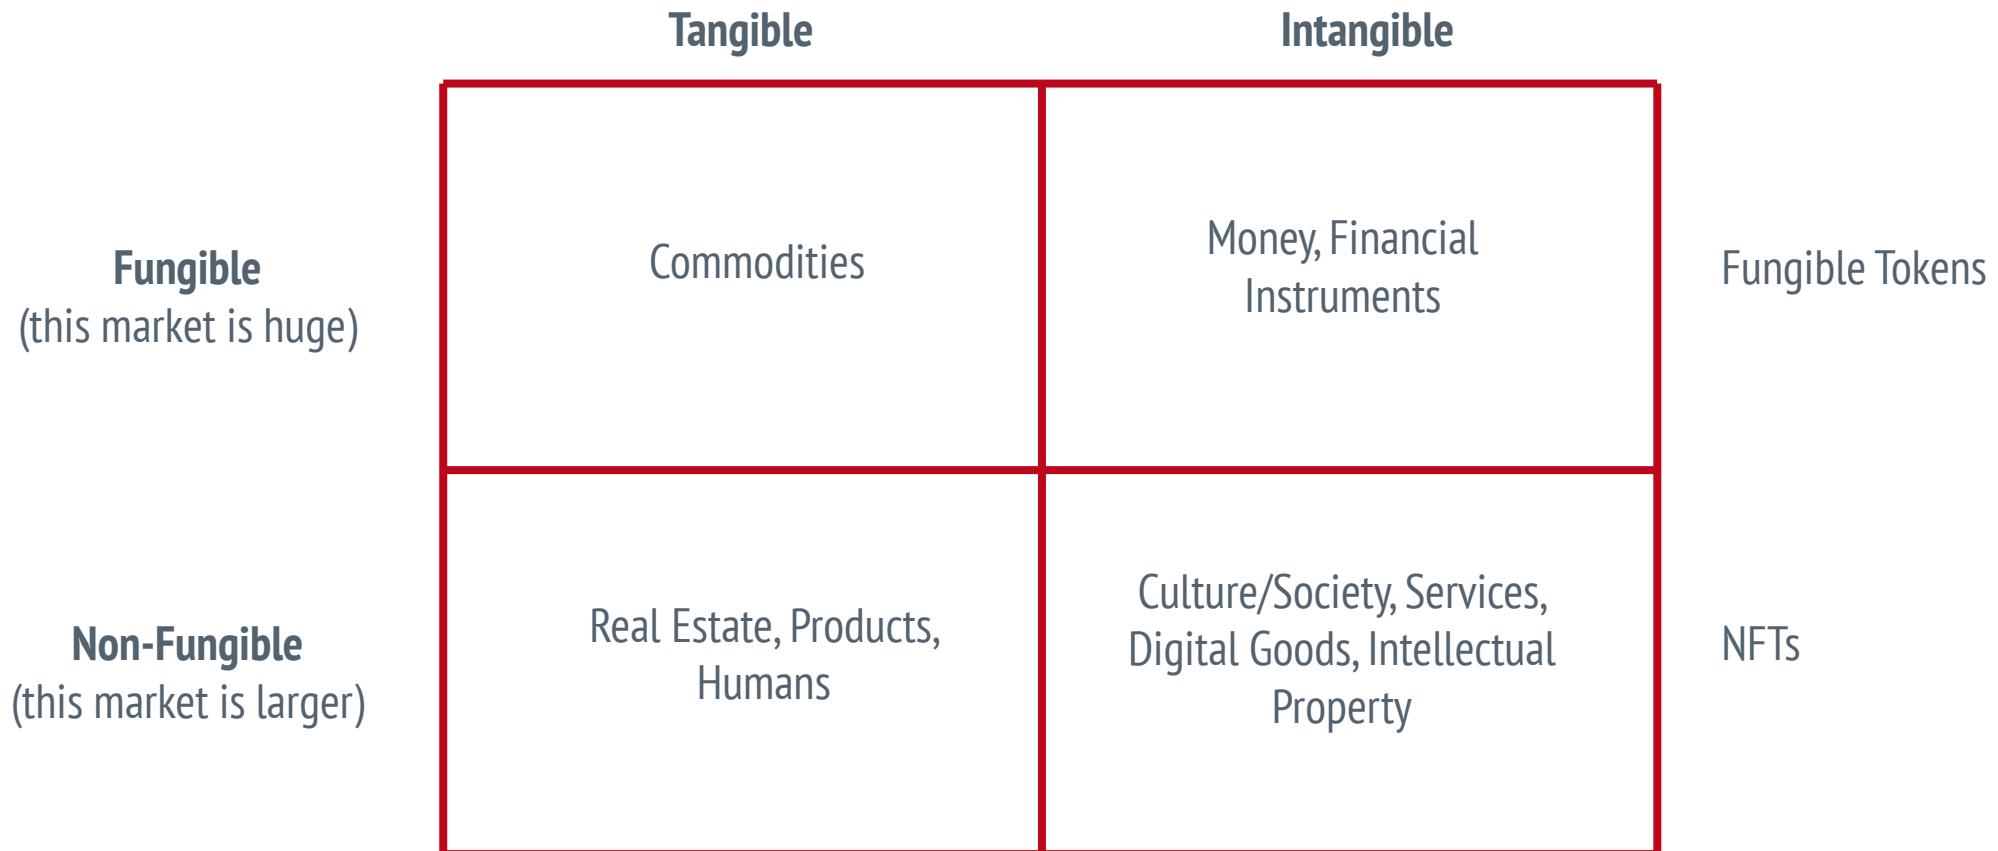 Tangible
Intangible
Fungible
(this market is huge)
Commodities
Money, Financial
Instruments
Fungible Tokens
Non-Fungible
(this market is larger)
Real Estate, Products,
Humans
Culture/Society, Services,
Digital Goods, Intellectual
Property
NFTs